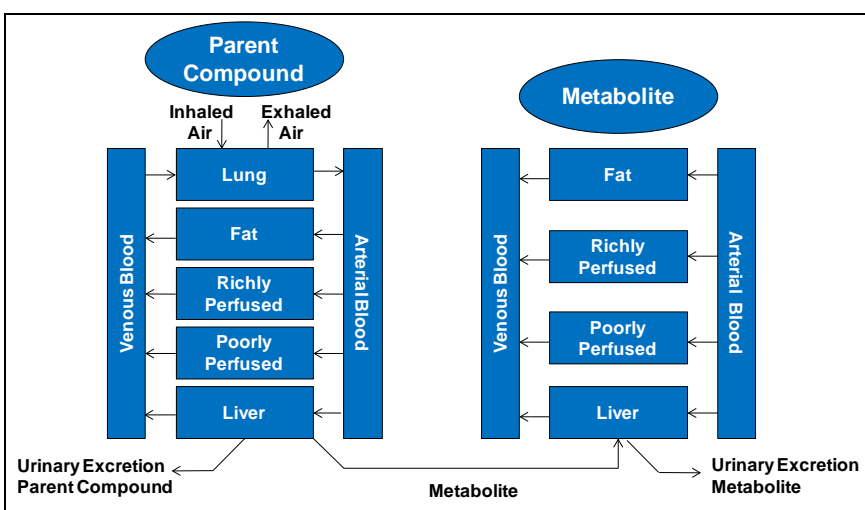 Parent
Compound
Inhaled
Air
Exhaled
Air
Venous Blood
Lung
Fat
Richly
Perfused
Poorly
Perfused
Liver
Arterial Blood
Urinary Excretion
Parent Compound
Metabolite
Metabolite
Venons Blood
Fat
Richly
Perfused
Poorly
Perfused
Liver
Arterial Blood
Urinary Excretion
Metabolite